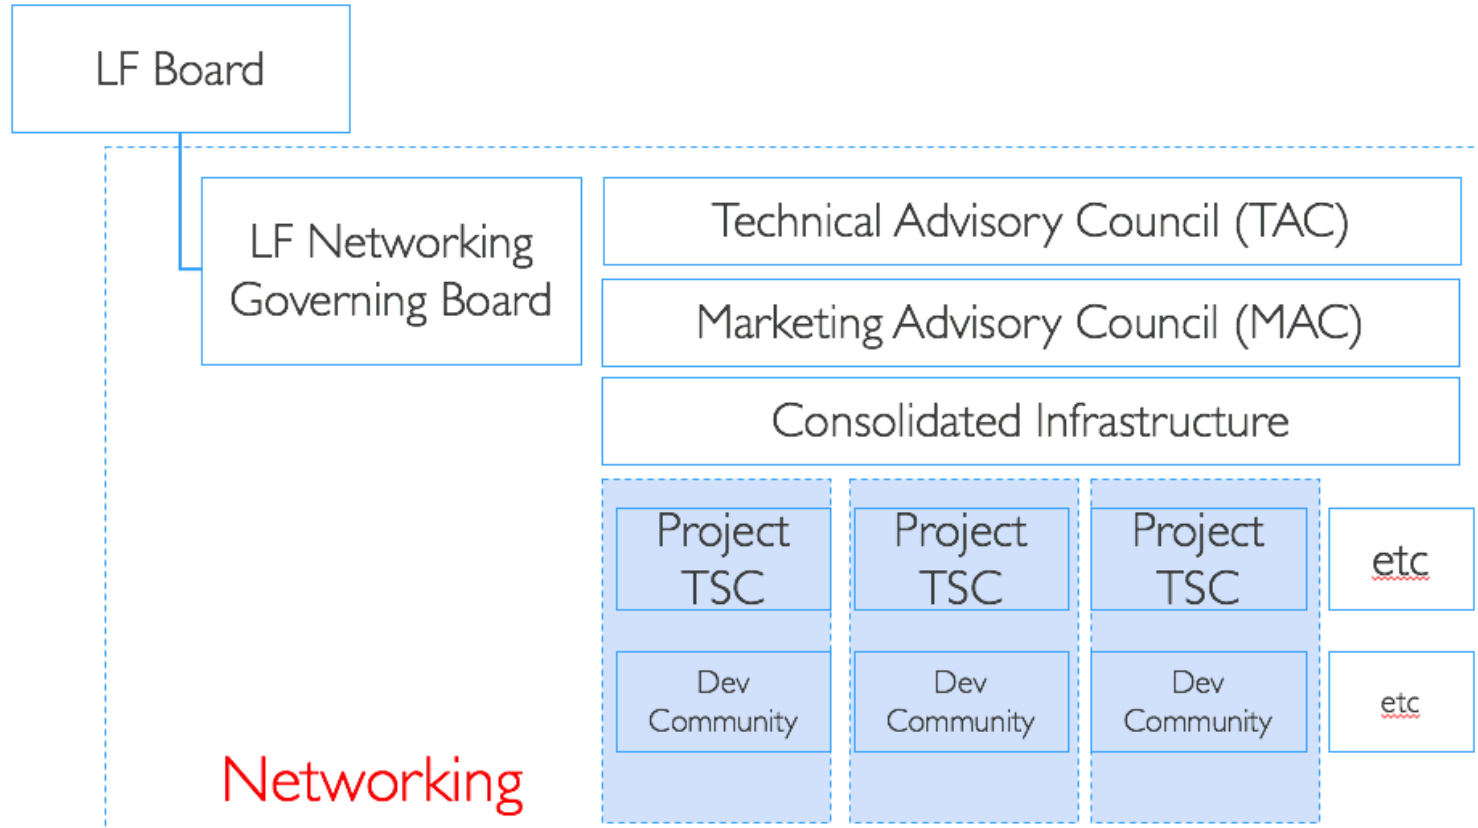 LF Board
LF Networking
Governing Board
Technical Advisory Council (TAC)
Marketing Advisory Council (MAC)
Consolidated Infrastructure
Project
TSC
Project
TSC
Project
TSC
etc
Dev
Community
Dev
Community
Dev
Community
etc
Networking